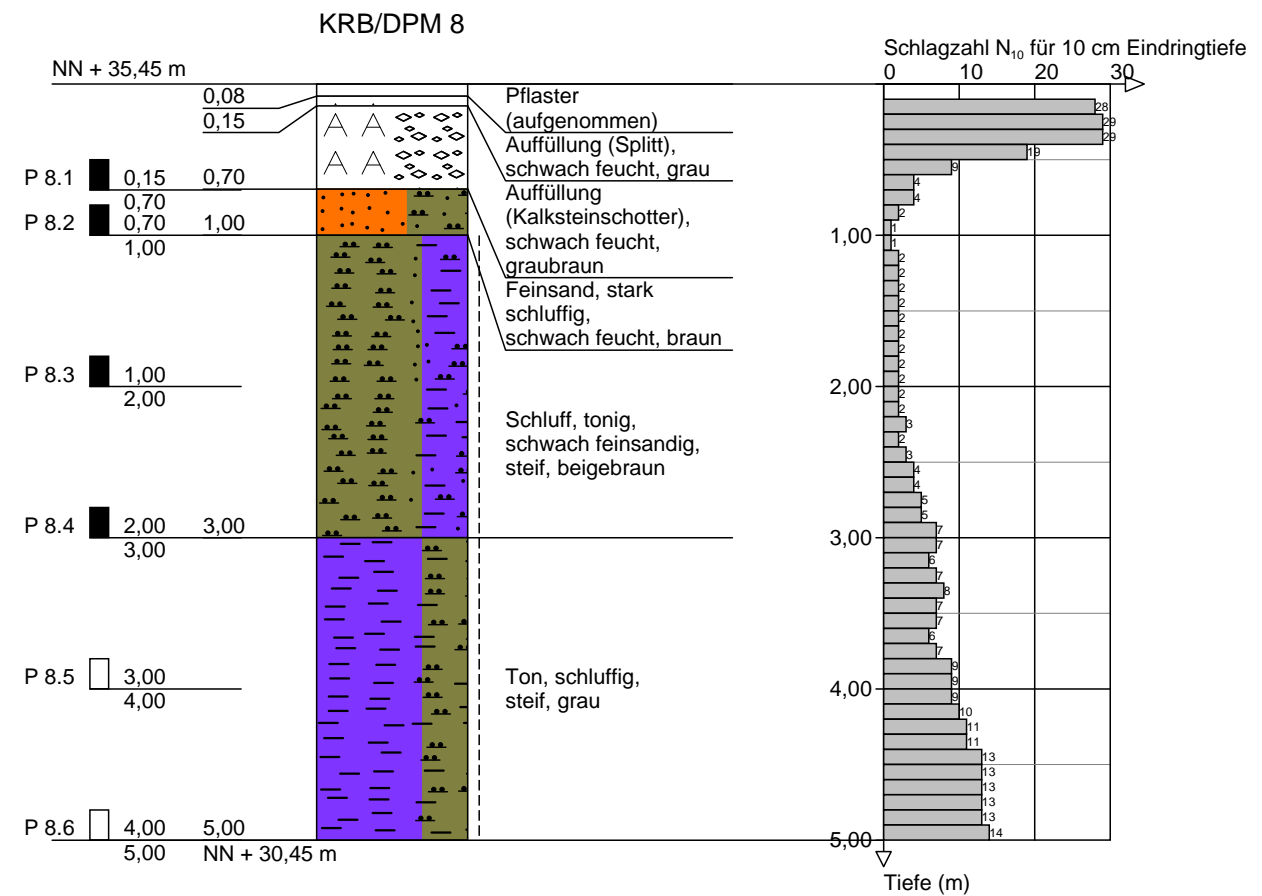 KRB/DPM 8
Schlagzahl N₁₀ für 10 cm Eindringtiefe
NN + 35,45 m
0 10 20 30
0,08
0,15
Pflaster
(aufgenommen)
Auffüllung (Splitt),
schwach feucht, grau
Auffüllung
(Kalksteinschotter),
schwach feucht,
graubraun
Feinsand, stark
schluffig,
schwach feucht, braun
Schluff, tonig,
schwach feinsandig,
steif, beigebraun
Ton, schluffig,
steif, grau
A A
A A
P 8.1 0,15 0,70
0,70
P 8.2 0,70 1,00
1,00
P 8.3 1,00
2,00
P 8.4 2,00 3,00
3,00
P 8.5 3,00
4,00
P 8.6 4,00 5,00
5,00 NN + 30,45 m
28
29
29
19
9
4
4
2
1
1
2
2
2
2
2
2
2
2
2
2
2
3
2
3
4
4
5
5
7
7
6
7
8
7
7
6
7
9
9
9
10
11
11
13
13
13
13
13
14
1,00
2,00
3,00
4,00
5,00
Tiefe (m)